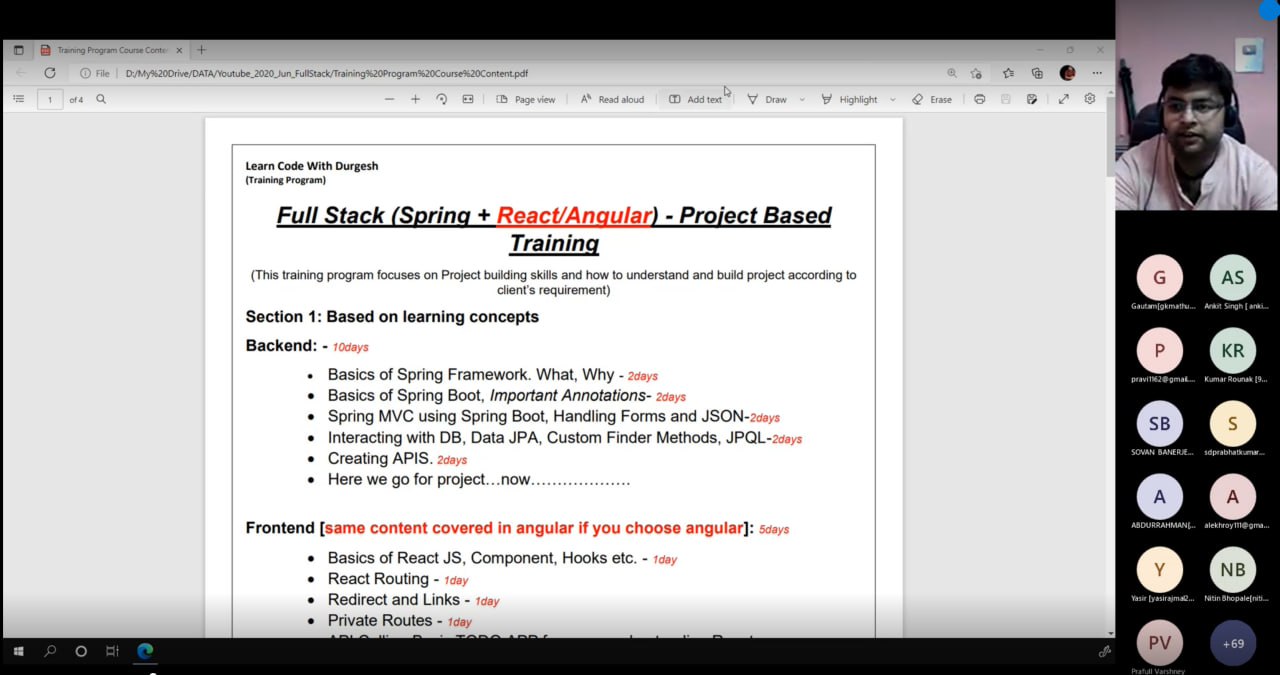 Training Program Course Conte
File D:/My%20Drive/DATA/Youtube_2020_Jun_FullStack/Training%20Program%20Course%20Content.pdf
1 of 4 Page view Read aloud Add text Draw Highlight Erase
Learn Code With Durgesh
(Training Program)
Full Stack (Spring + React/Angular) - Project Based
Training
(This training program focuses on Project building skills and how to understand and build project according to
client's requirement)
Section 1: Based on learning concepts
Backend: - 10days
• Basics of Spring Framework. What, Why - 2days
• Basics of Spring Boot, Important Annotations- 2days
• Spring MVC using Spring Boot, Handling Forms and JSON-2days
• Interacting with DB, Data JPA, Custom Finder Methods, JPQL-2days
• Creating APIS. 2days
• Here we go for project…now………………
Frontend [same content covered in angular if you choose angular]: 5days
• Basics of React JS, Component, Hooks etc. - 1day
• React Routing - 1day
• Redirect and Links - 1day
• Private Routes - 1day
G AS
Gautam[gkmathu... Ankit Singh [ anki...
P KR
pravi1162@gmail.... Kumar Rounak [9...
SB S
SOVAN BANERJE... sdprabhatkumar...
A A
ABDURRAHMAN[... alekhroy111@gma...
Y NB
Yasir [yasirajmal2... Nitin Bhopale[niti...
PV +69
Prafull Varshney